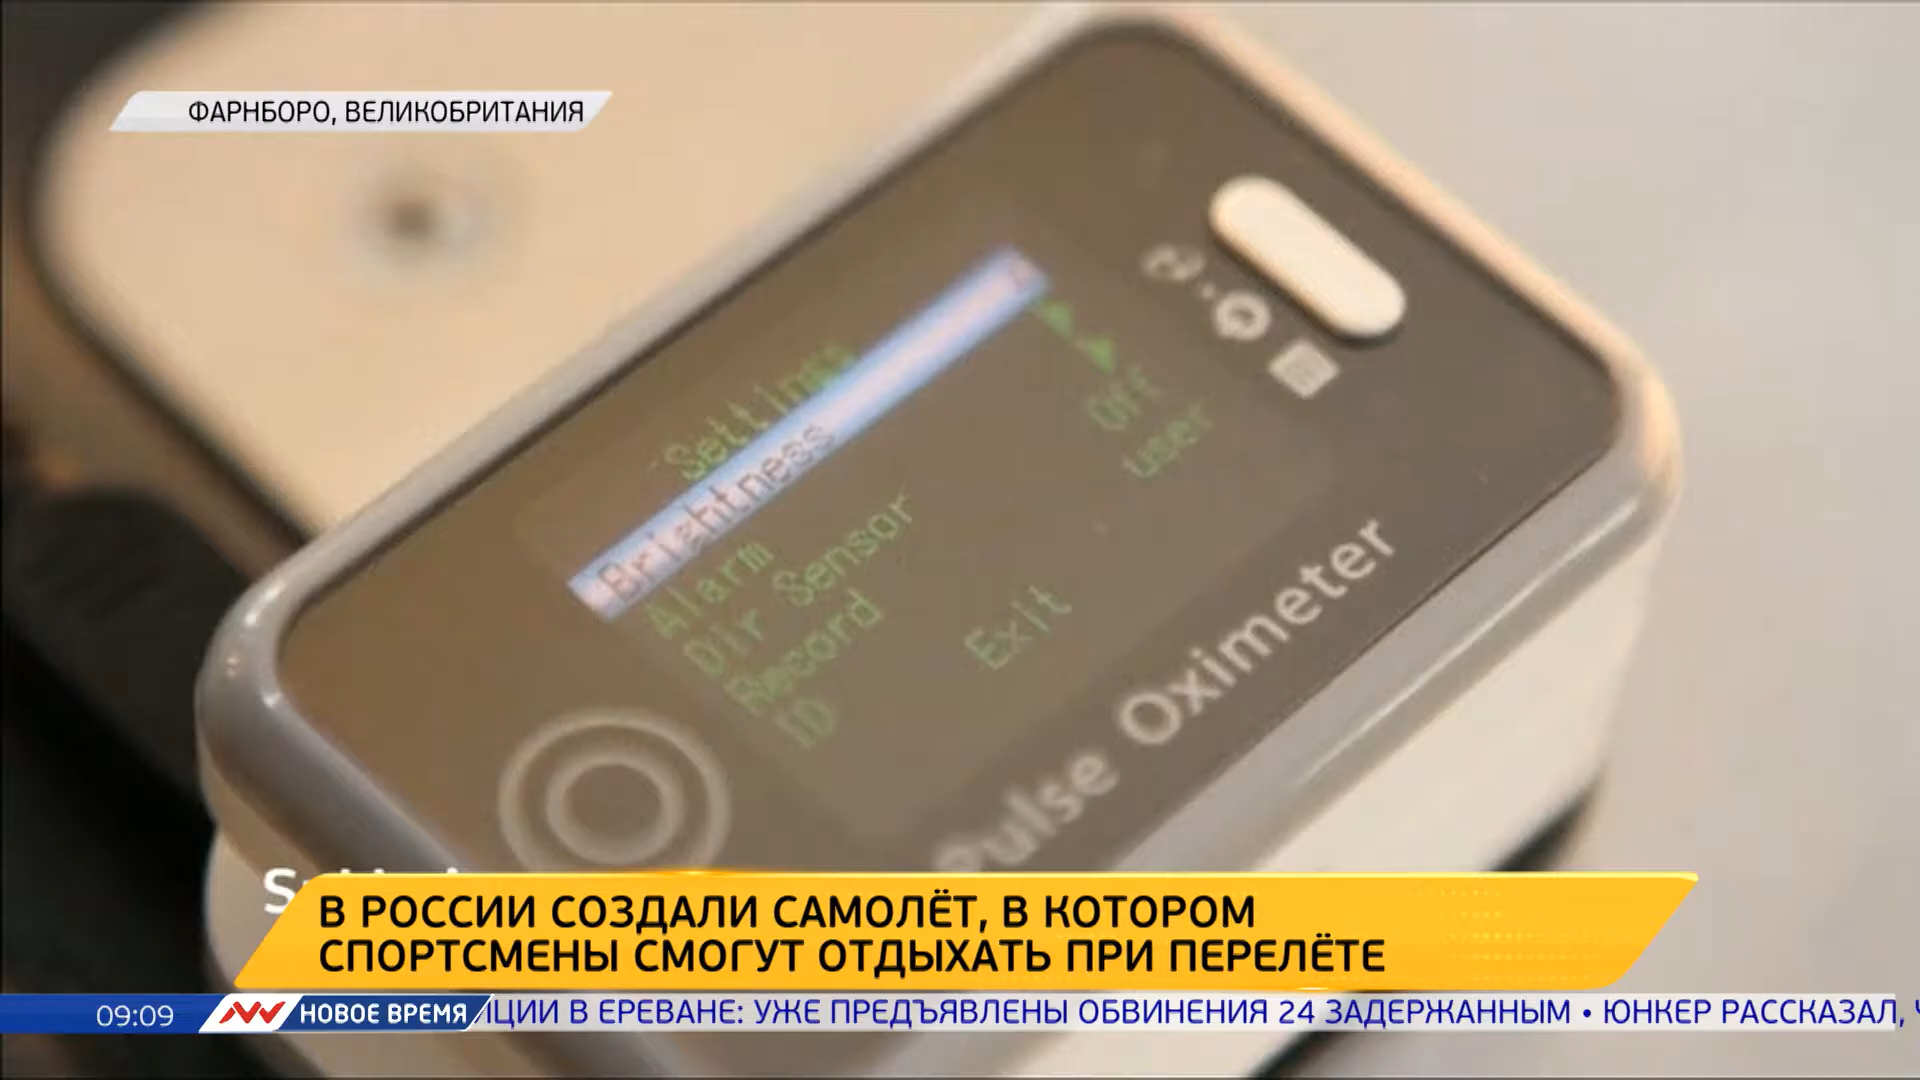 ФАРНБОРО, ВЕЛИКОБРИТАНИЯ
Settings
Brightness
Alarm
Dir Sensor Off
Record user
ID Exit
Pulse Oximeter
В РОССИИ СОЗДАЛИ САМОЛЁТ, В КОТОРОМ
СПОРТСМЕНЫ СМОГУТ ОТДЫХАТЬ ПРИ ПЕРЕЛЁТЕ
09:09 НОВОЕ ВРЕМЯ ЦИИ В ЕРЕВАНЕ: УЖЕ ПРЕДЪЯВЛЕНЫ ОБВИНЕНИЯ 24 ЗАДЕРЖАННЫМ • ЮНКЕР РАССКАЗАЛ,